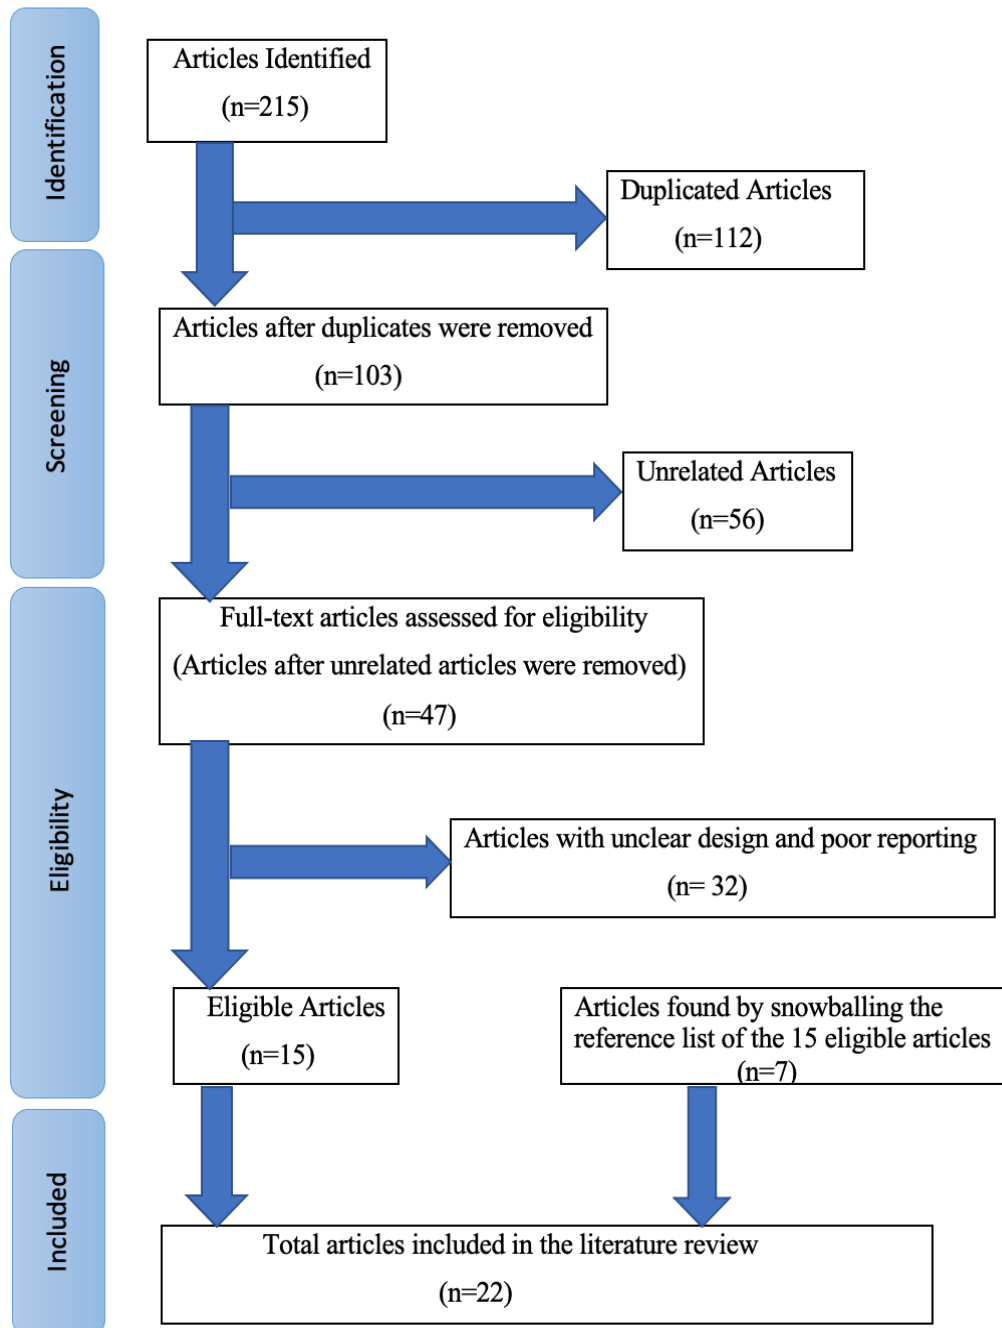 Identification
Articles Identified
(n=215)
Duplicated Articles
(n=112)
Screening
Articles after duplicates were removed
(n=103)
Unrelated Articles
(n=56)
Eligibility
Full-text articles assessed for eligibility
(Articles after unrelated articles were removed)
(n=47)
Articles with unclear design and poor reporting
(n= 32)
Eligible Articles
(n=15)
Articles found by snowballing the
reference list of the 15 eligible articles
(n=7)
Included
Total articles included in the literature review
(n=22)